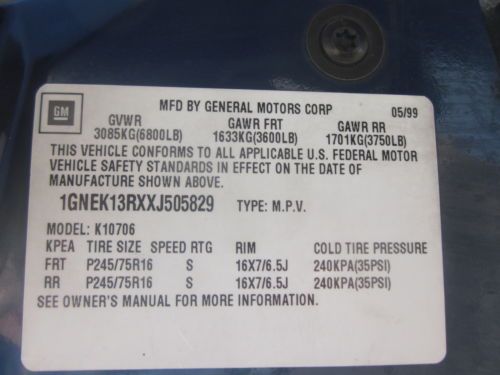 GM
MFD BY GENERAL MOTORS CORP 05/99
GVWR GAWR FRT GAWR RR
3085KG(6800LB) 1633KG(3600LB) 1701KG(3750LB)
THIS VEHICLE CONFORMS TO ALL APPLICABLE U.S. FEDERAL MOTOR
VEHICLE SAFETY STANDARDS IN EFFECT ON THE DATE OF
MANUFACTURE SHOWN ABOVE.
1GNEK13RXXJ505829 TYPE: M.P.V.
MODEL: K10706
KPEA TIRE SIZE SPEED RTG RIM COLD TIRE PRESSURE
FRT P245/75R16 S 16X7/6.5J 240KPA(35PSI)
RR P245/75R16 S 16X7/6.5J 240KPA(35PSI)
SEE OWNER'S MANUAL FOR MORE INFORMATION.